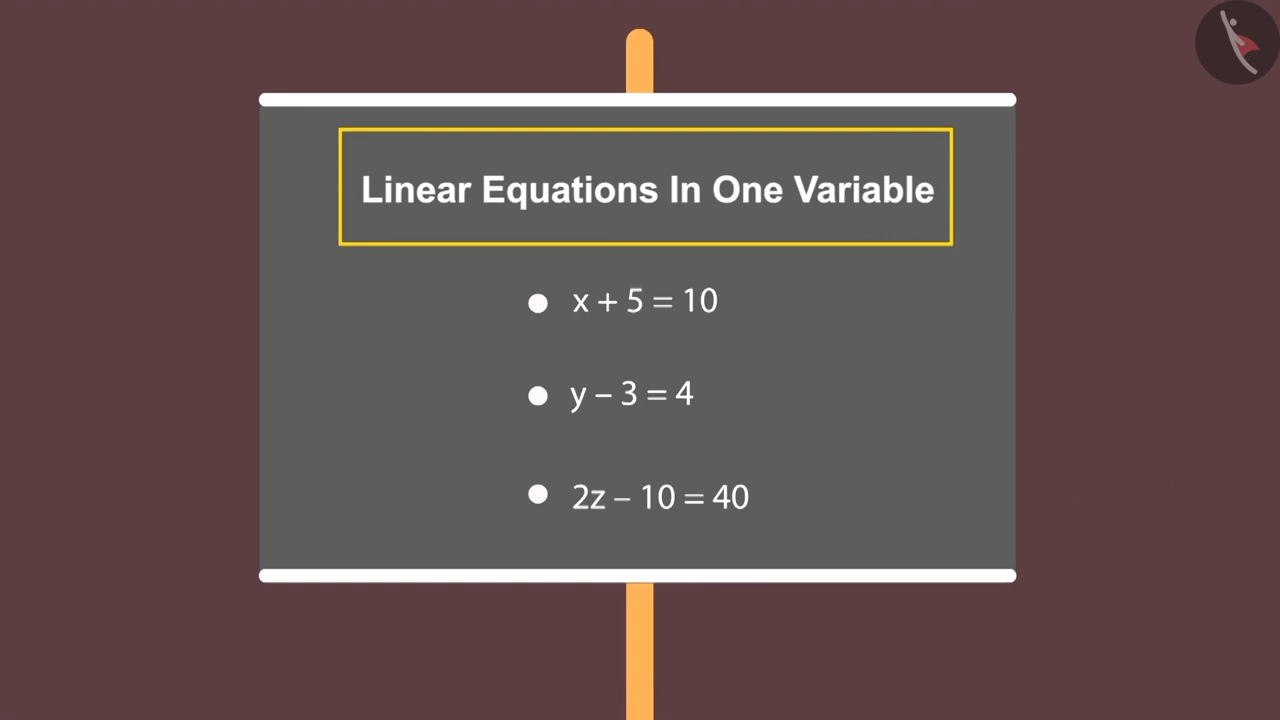 Linear Equations In One Variable
x + 5 = 10
y – 3 = 4
2z – 10 = 40